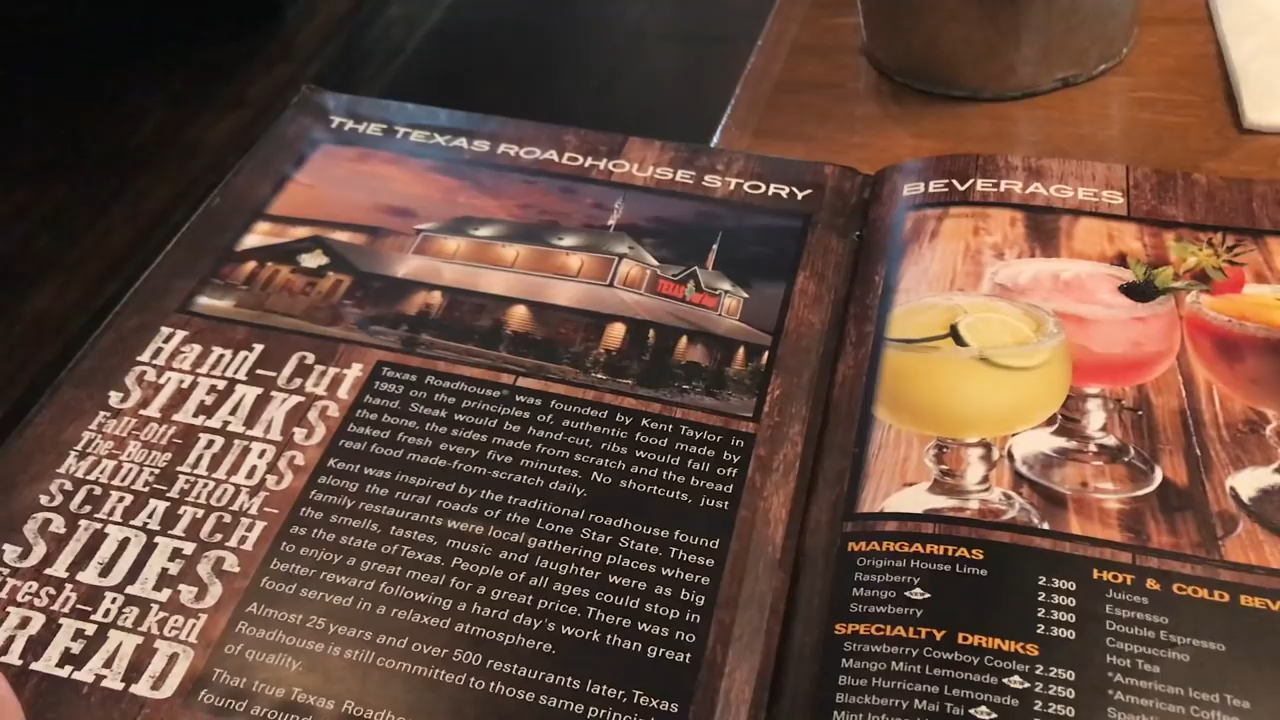 THE TEXAS ROADHOUSE STORY
TEXAS
Hand-Cut
STEAKS
Fall-Off-
The-Bone RIBS
MADE-FROM-
SCRATCH
SIDES
resh-Baked
READ
Texas Roadhouse® was founded by Kent Taylor in
1993 on the principles of, authentic food made by
hand. Steak would be hand-cut, ribs would fall off
the bone, the sides made from scratch and the bread
baked fresh every five minutes. No shortcuts, just
real food made-from-scratch daily.
Kent was inspired by the traditional roadhouse found
along the rural roads of the Lone Star State. These
family restaurants were local gathering places where
the smells, tastes, music and laughter were as big
as the state of Texas. People of all ages could stop in
to enjoy a great meal for a great price. There was no
better reward following a hard day's work than great
food served in a relaxed atmosphere.
Almost 25 years and over 500 restaurants later, Texas
Roadhouse is still committed to those same princi
of quality.
That true Texas Roadho
found around
BEVERAGES
MARGARITAS
Original House Lime 2.300
Raspberry 2.300
Mango NEW 2.300
Strawberry 2.300
SPECIALTY DRINKS
Strawberry Cowboy Cooler 2.250
Mango Mint Lemonade NEW 2.250
Blue Hurricane Lemonade 2.250
Blackberry Mai Tai NEW 2.250
Mint Infus
HOT & COLD BEV
Juices
Espresso
Double Espresso
Cappuccino
Hot Tea
*American Iced Tea
*American Coff
Spark